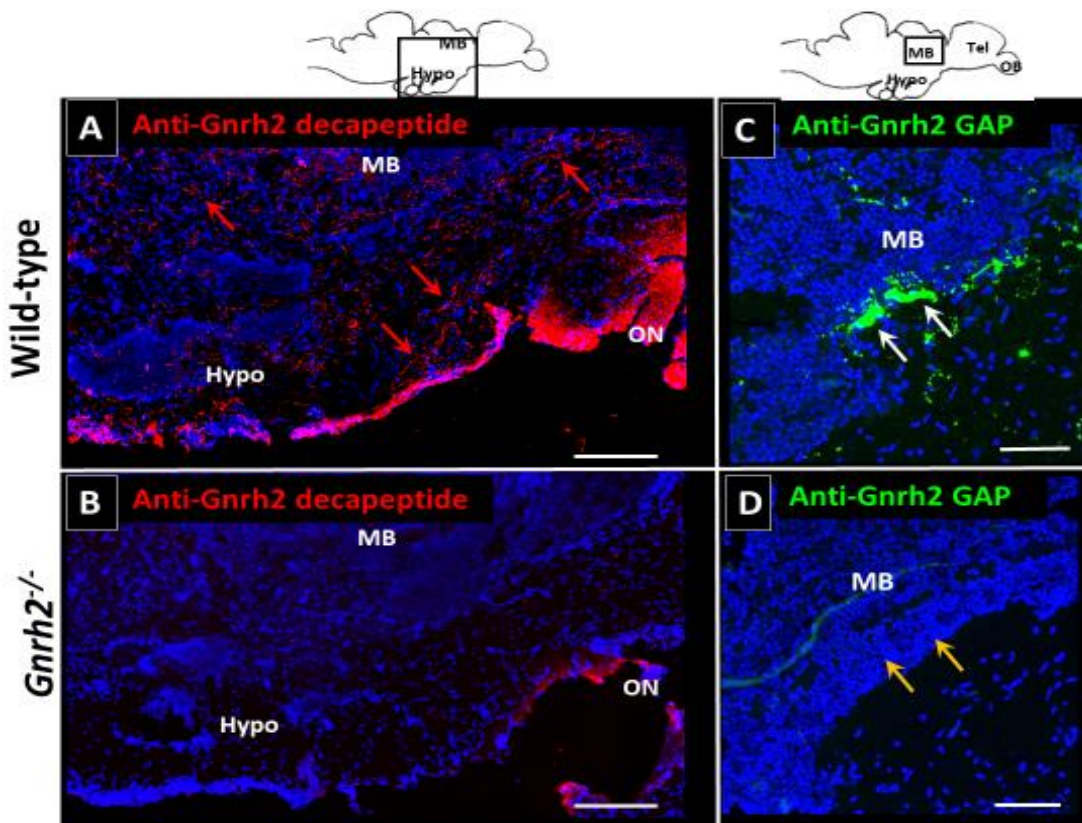 MB
Hypo
MB
Tel
OB
Hypo
Wild-type
A
Anti-Gnrh2 decapeptide
MB
Hypo
ON
C
Anti-Gnrh2 GAP
MB
Gnrh2-/-
B
Anti-Gnrh2 decapeptide
MB
Hypo
ON
D
Anti-Gnrh2 GAP
MB